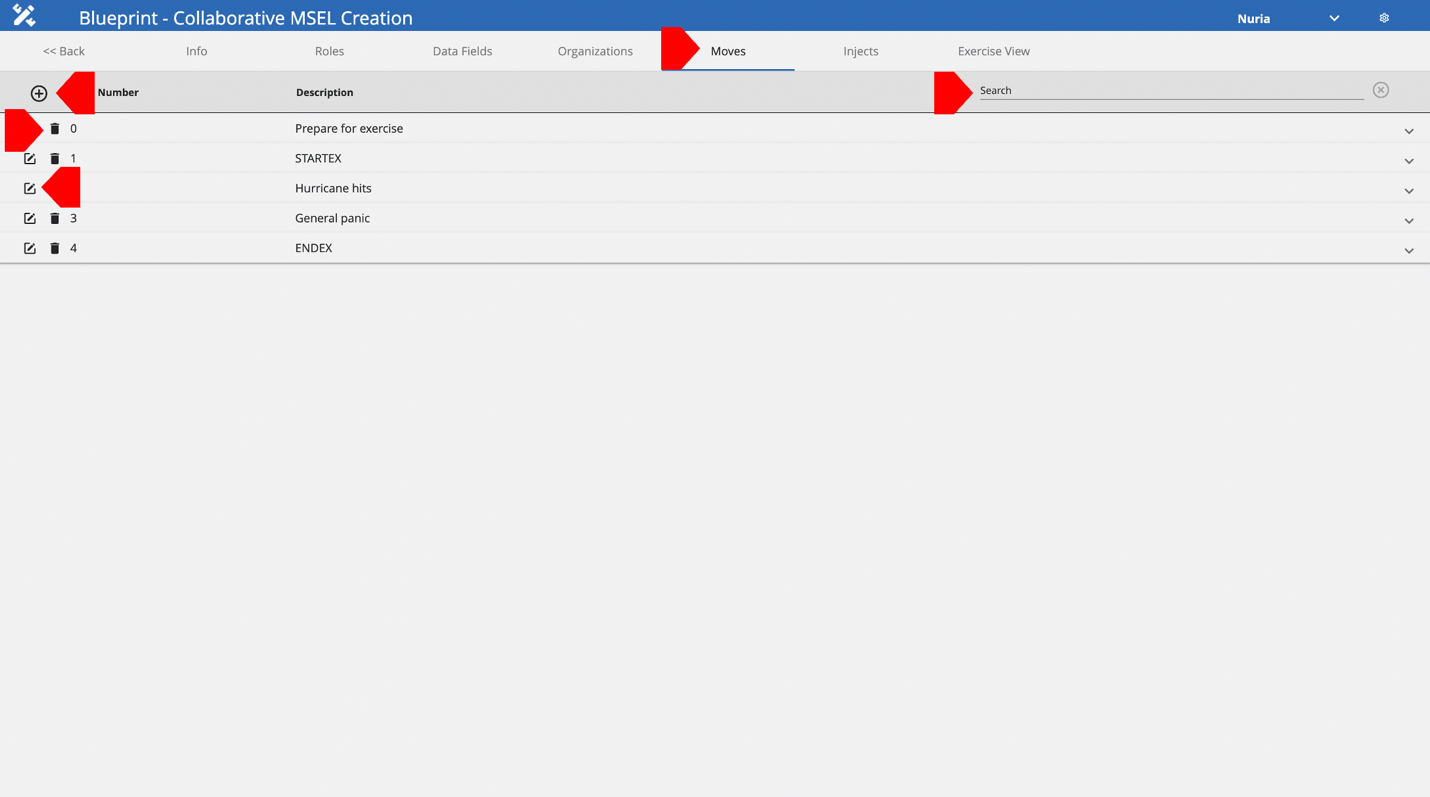 Blueprint - Collaborative MSEL Creation Nuria
<< Back Info Roles Data Fields Organizations Moves Injects Exercise View
Number Description Search
0 Prepare for exercise
1 STARTEX
Hurricane hits
3 General panic
4 ENDEX